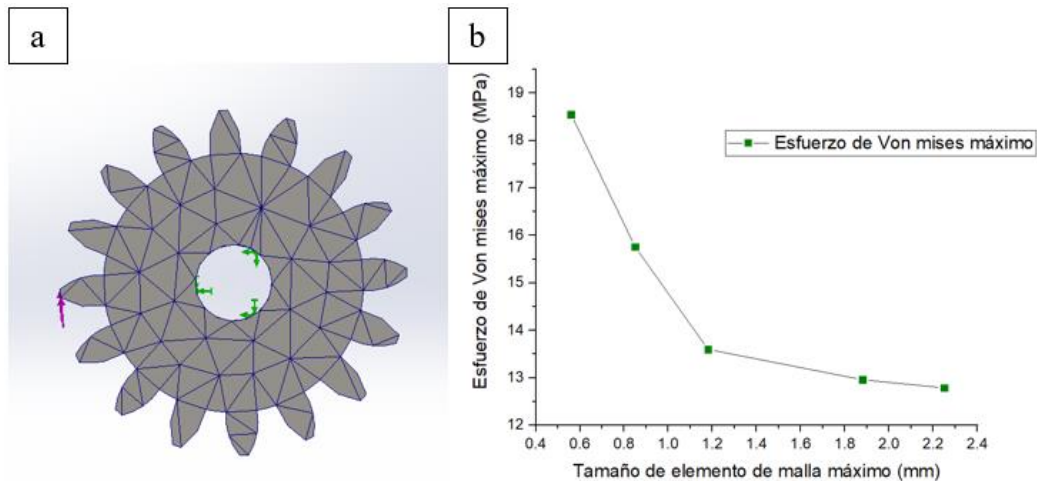 a
b
Esfuerzo de Von mises máximo (MPa)
19
18
17
16
15
14
13
12
Esfuerzo de Von mises máximo
0.4 0.6 0.8 1.0 1.2 1.4 1.6 1.8 2.0 2.2 2.4
Tamaño de elemento de malla máximo (mm)